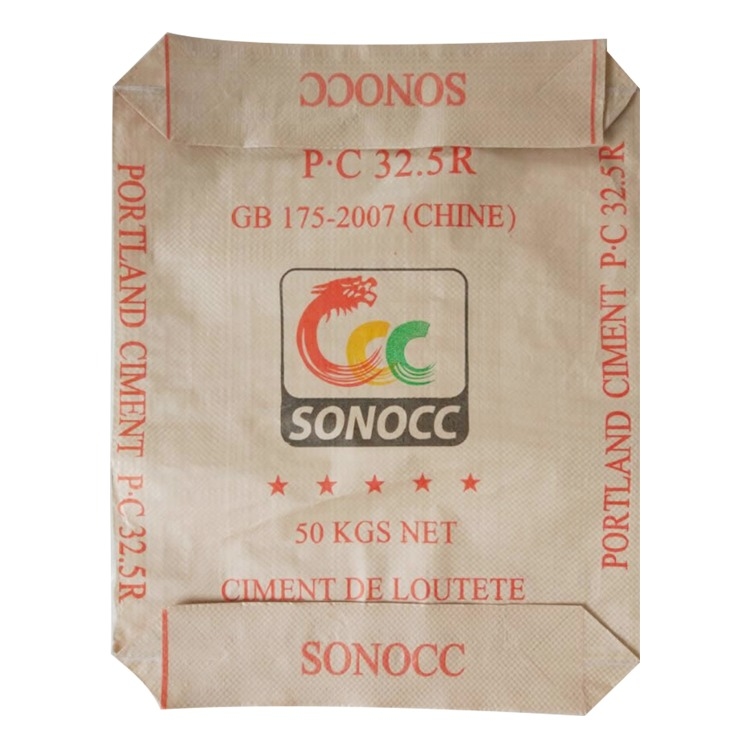 SONOCC
P·C 32.5R
GB 175-2007 (CHINE)
PORTLAND CIMENT P·C 32.5R
PORTLAND CIMENT P·C 32.5R
SONOCC
50 KGS NET
CIMENT DE LOUTETE
SONOCC